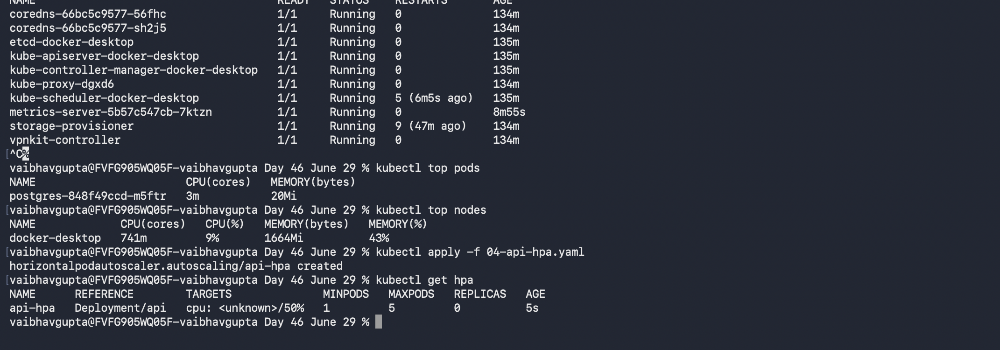 NAME READY STATUS RESTARTS AGE
coredns-66bc5c9577-56fhc 1/1 Running 0 134m
coredns-66bc5c9577-sh2j5 1/1 Running 0 134m
etcd-docker-desktop 1/1 Running 0 135m
kube-apiserver-docker-desktop 1/1 Running 0 135m
kube-controller-manager-docker-desktop 1/1 Running 0 135m
kube-proxy-dgxd6 1/1 Running 0 134m
kube-scheduler-docker-desktop 1/1 Running 5 (6m5s ago) 135m
metrics-server-5b57c547cb-7ktzn 1/1 Running 0 8m55s
storage-provisioner 1/1 Running 9 (47m ago) 134m
vpnkit-controller 1/1 Running 0 134m
[^C%
vaibhavgupta@FVFG905WQ05F-vaibhavgupta Day 46 June 29 % kubectl top pods
NAME CPU(cores) MEMORY(bytes)
postgres-848f49ccd-m5ftr 3m 20Mi
[vaibhavgupta@FVFG905WQ05F-vaibhavgupta Day 46 June 29 % kubectl top nodes
NAME CPU(cores) CPU(%) MEMORY(bytes) MEMORY(%)
docker-desktop 741m 9% 1664Mi 43%
[vaibhavgupta@FVFG905WQ05F-vaibhavgupta Day 46 June 29 % kubectl apply -f 04-api-hpa.yaml
horizontalpodautoscaler.autoscaling/api-hpa created
[vaibhavgupta@FVFG905WQ05F-vaibhavgupta Day 46 June 29 % kubectl get hpa
NAME REFERENCE TARGETS MINPODS MAXPODS REPLICAS AGE
api-hpa Deployment/api cpu: <unknown>/50% 1 5 0 5s
vaibhavgupta@FVFG905WQ05F-vaibhavgupta Day 46 June 29 %